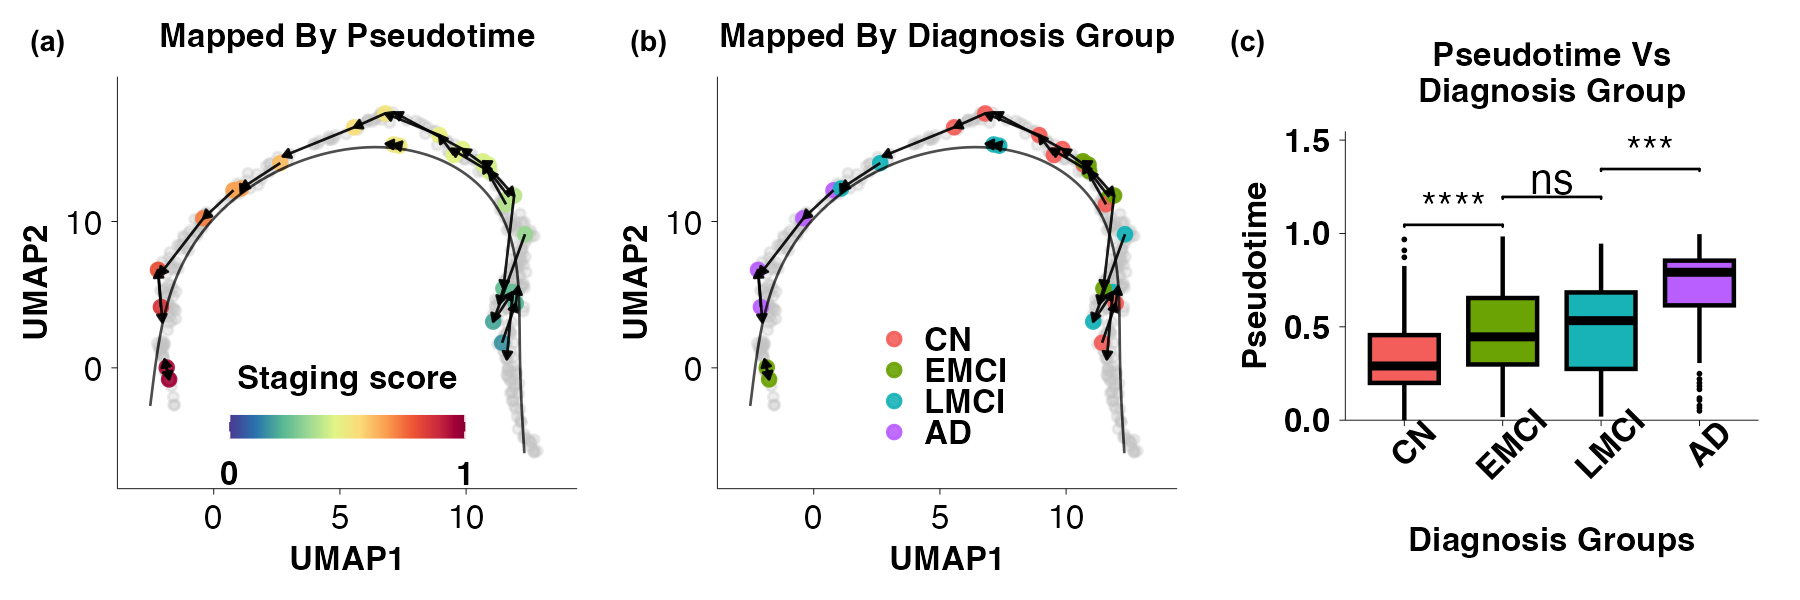 (a)
Mapped By Pseudotime
UMAP2
10
0
Staging score
0 1
0 5 10
UMAP1
(b)
Mapped By Diagnosis Group
UMAP2
10
0
CN
EMCI
LMCI
AD
0 5 10
UMAP1
(c)
Pseudotime Vs
Diagnosis Group
Pseudotime
1.5
1.0
0.5
0.0
****
ns
***
CN EMCI LMCI AD
Diagnosis Groups